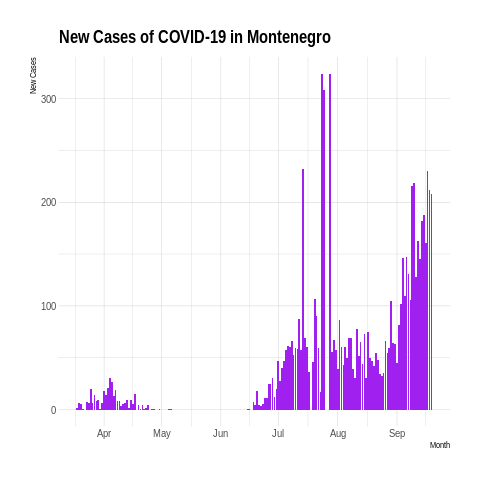 New Cases of COVID-19 in Montenegro
New Cases
300
200
100
0
Apr May Jun Jul Aug Sep
Month